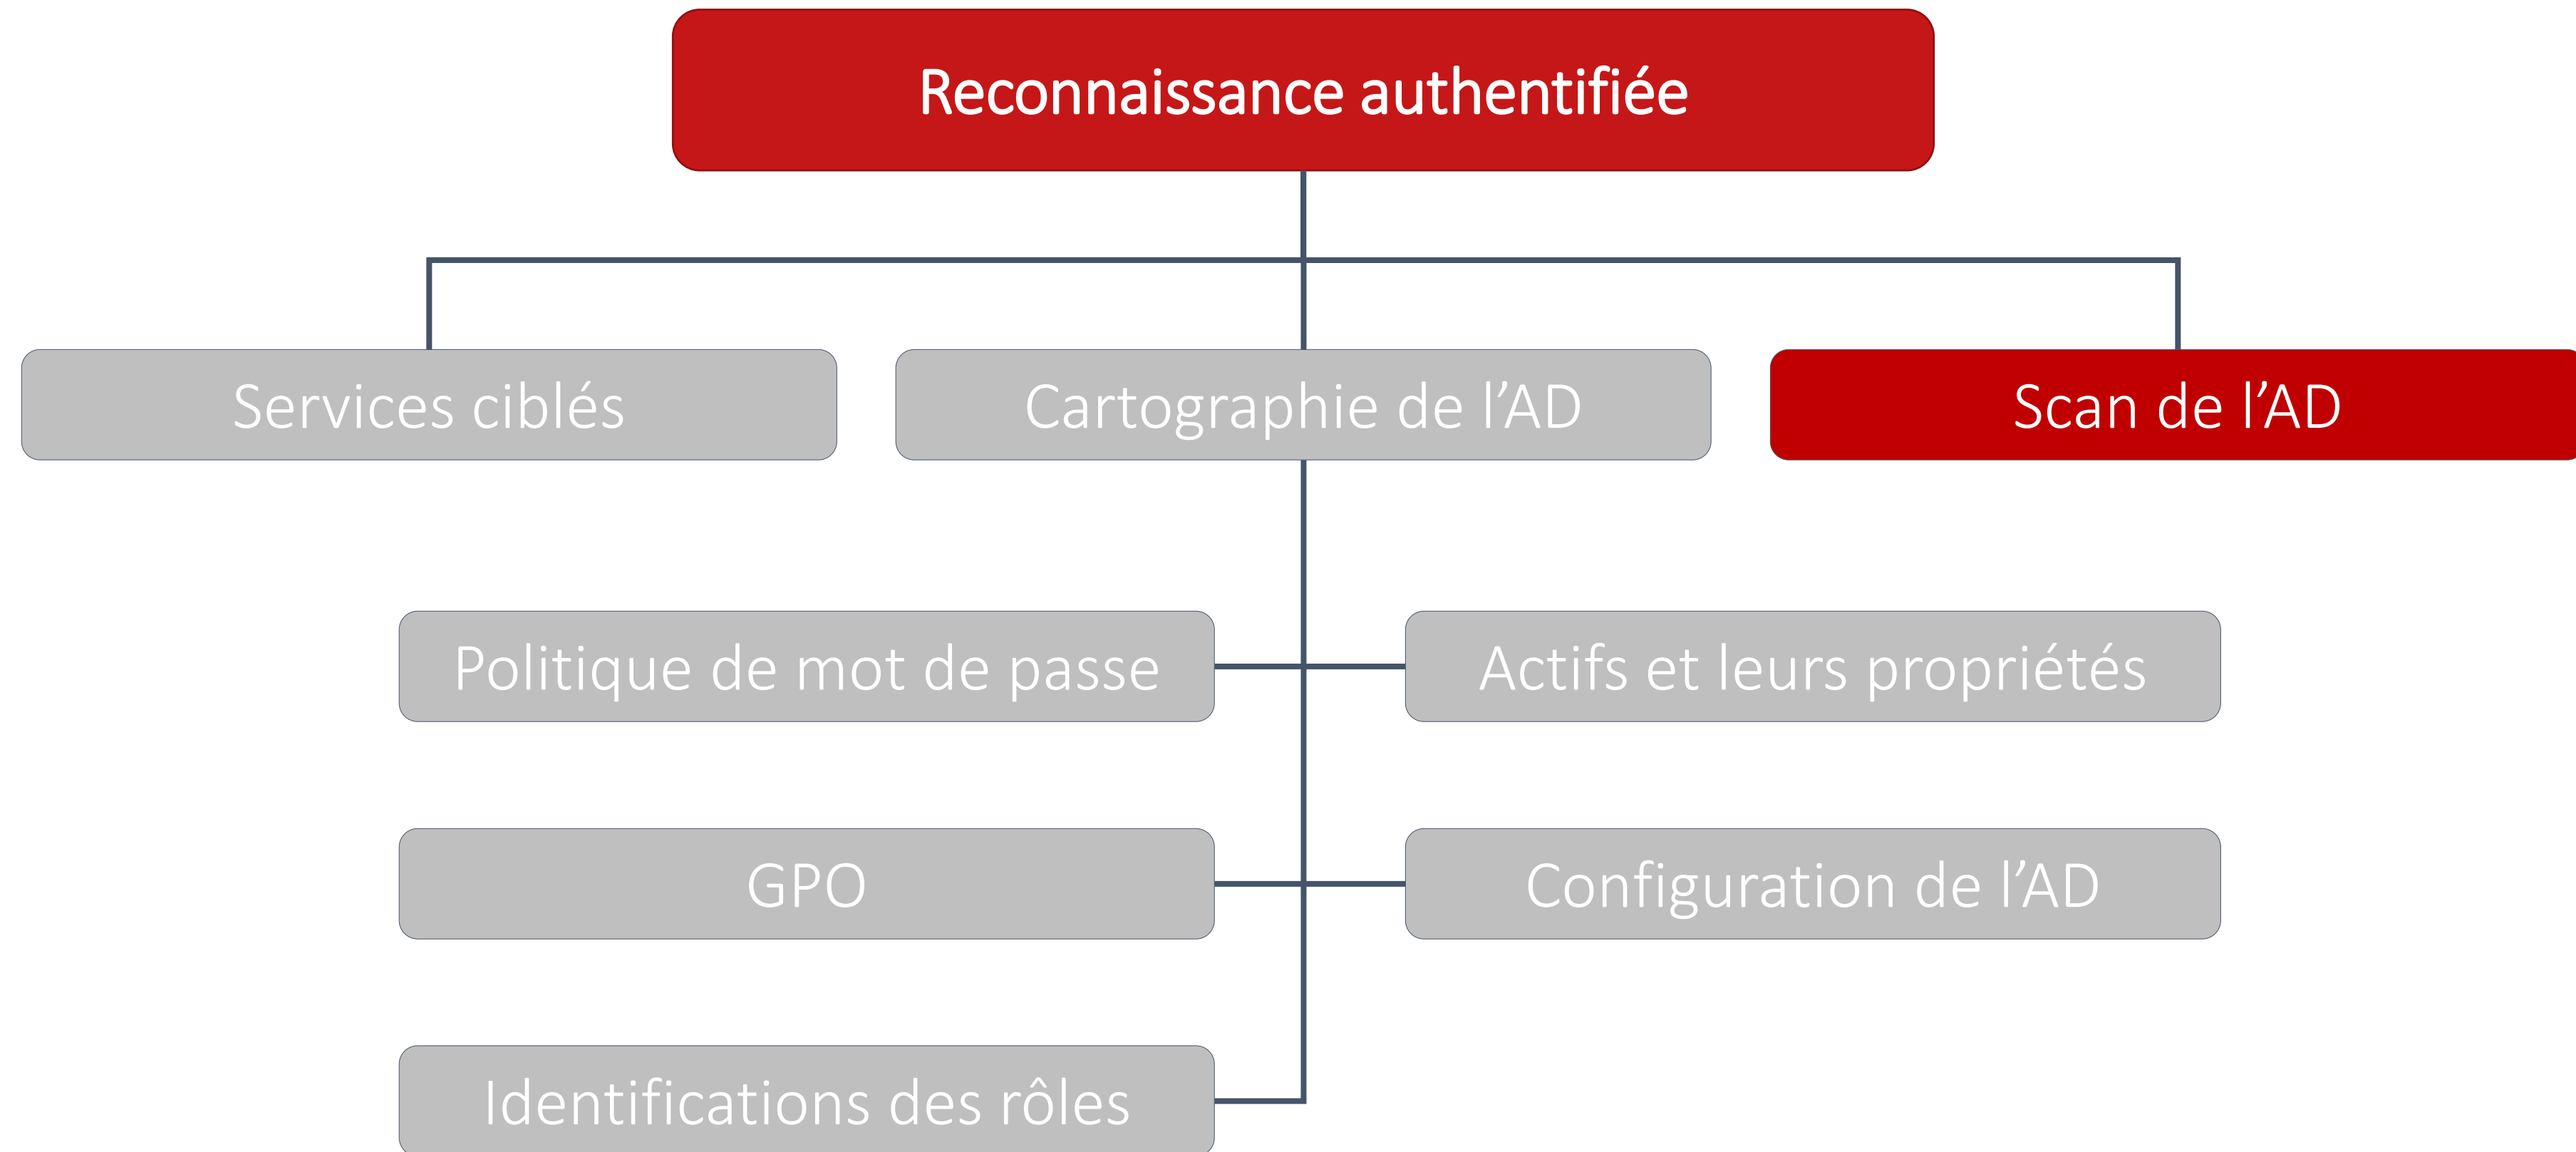 Reconnaissance authentifiée
Services ciblés
Cartographie de l’AD
Scan de l’AD
Politique de mot de passe
Actifs et leurs propriétés
GPO
Configuration de l’AD
Identifications des rôles